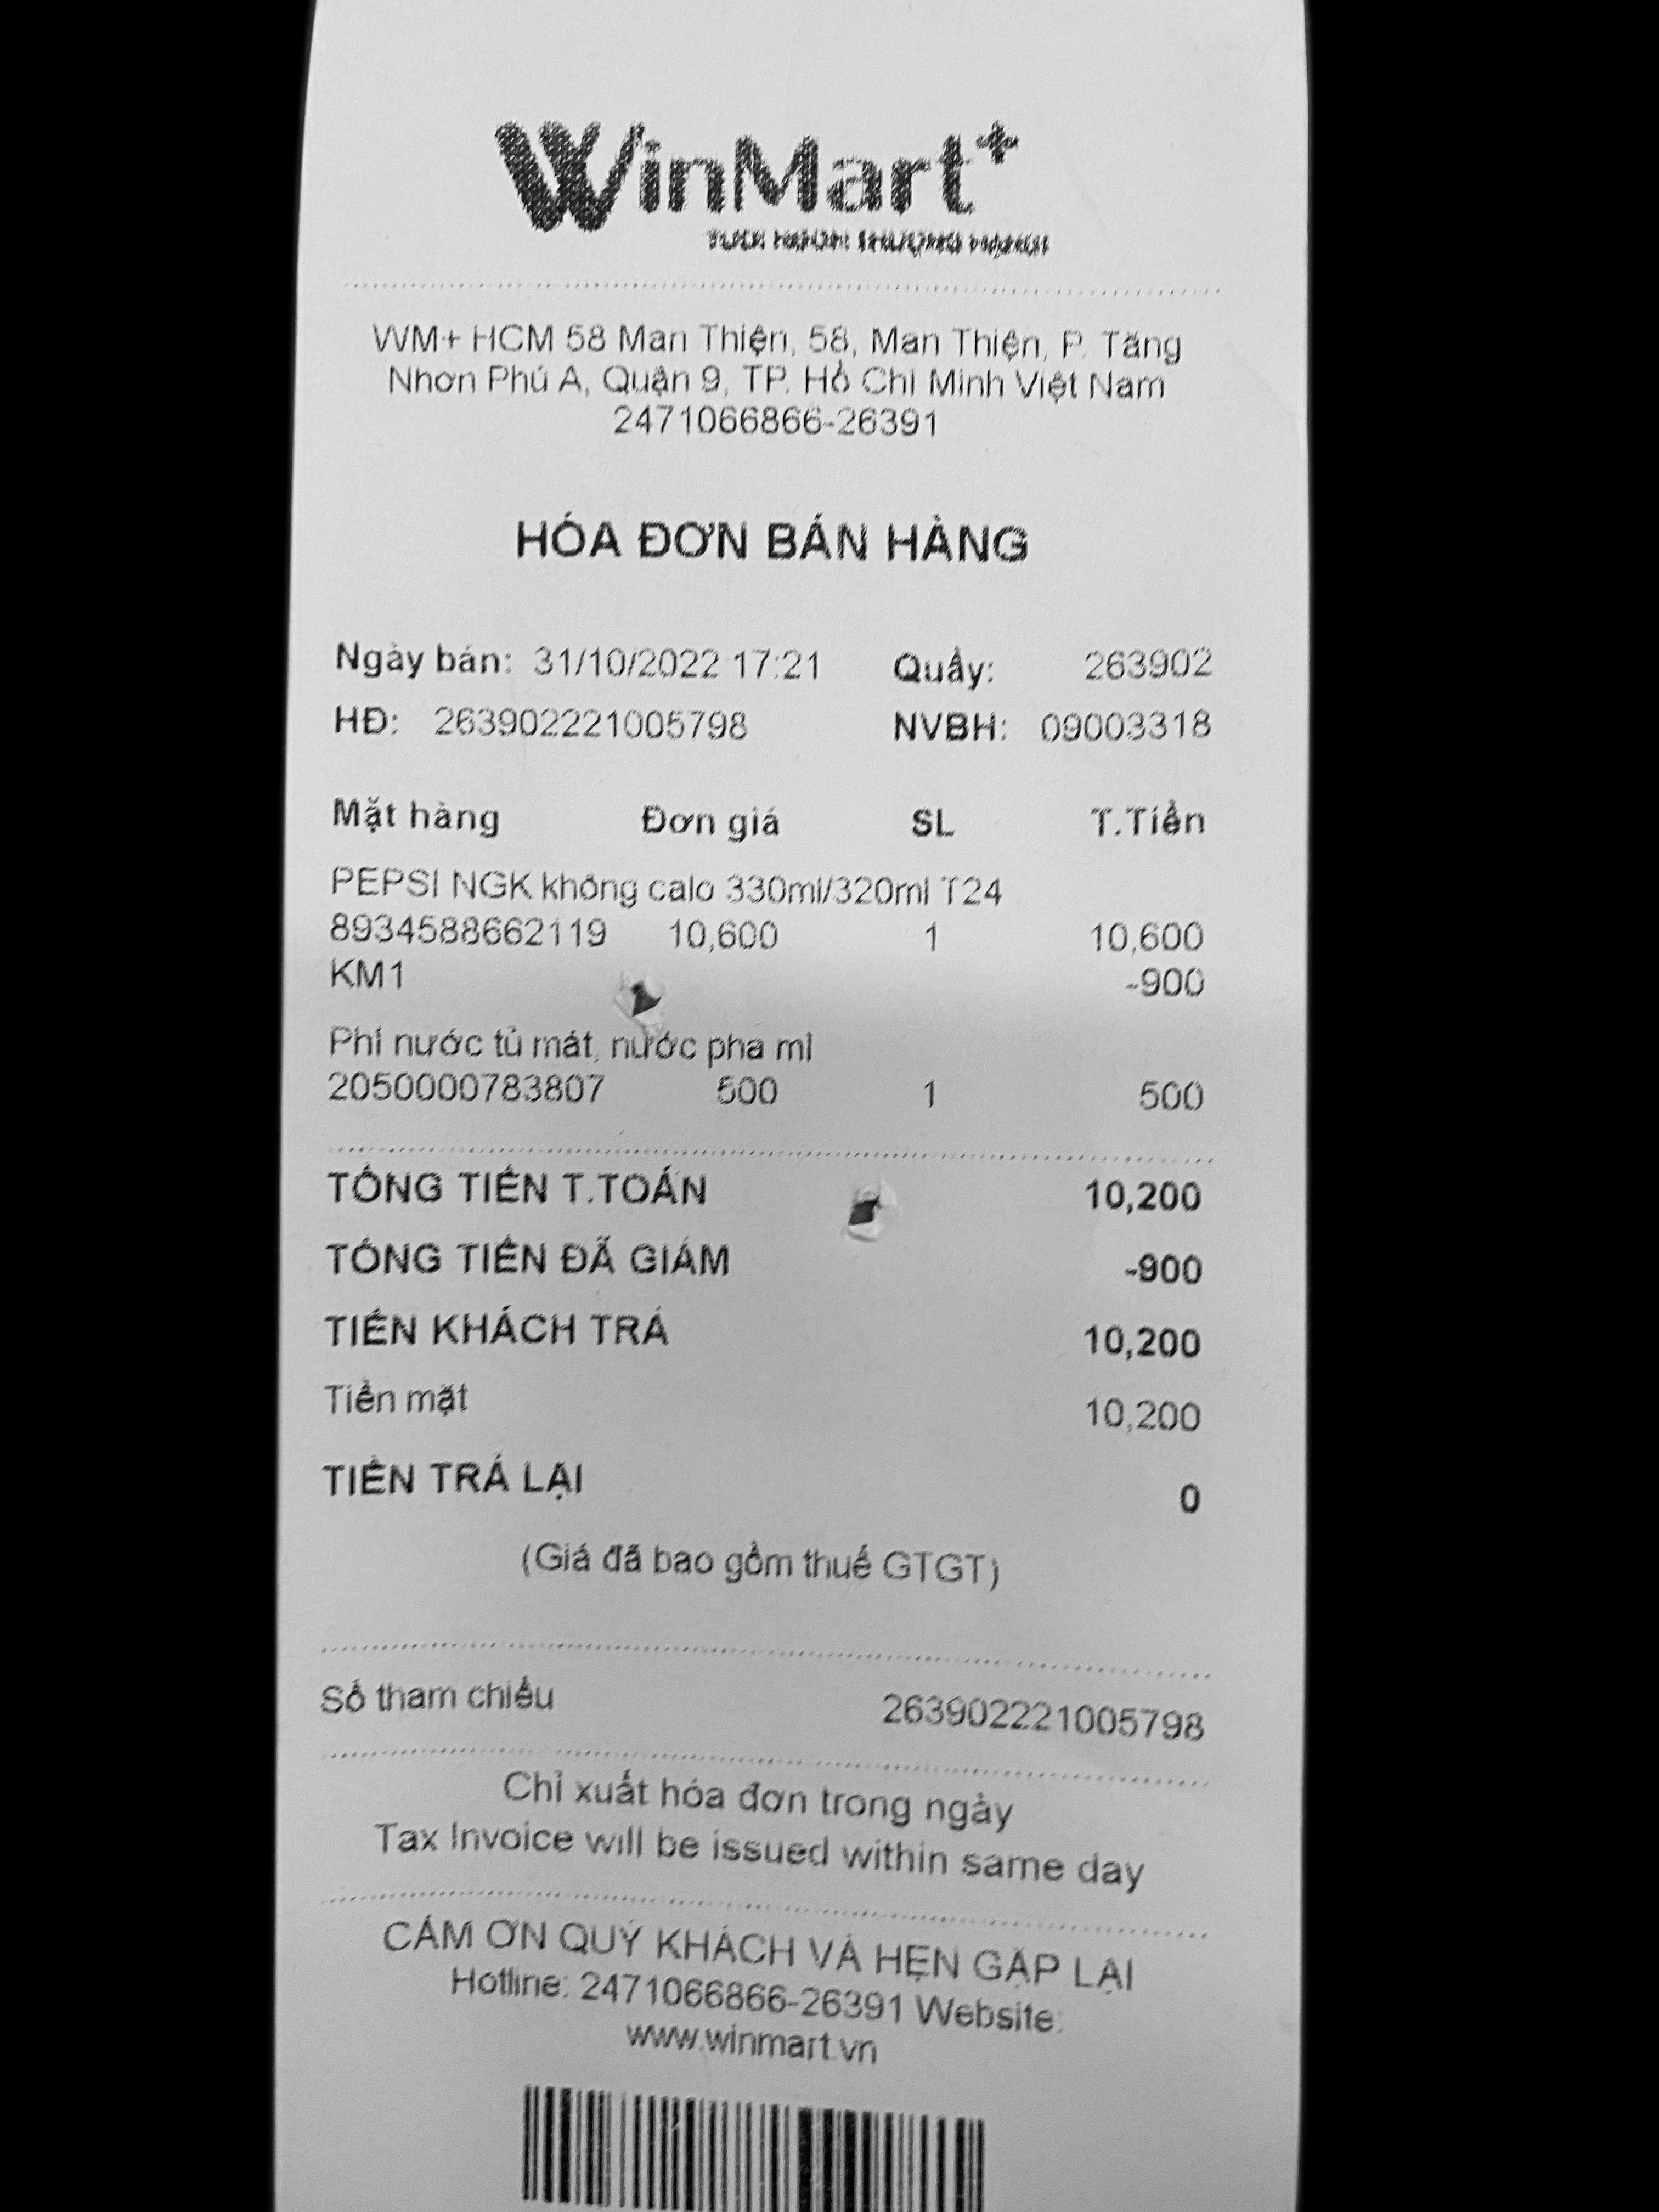 WinMart+
WM+ HCM 58 Man Thiện, 58, Man Thiện, P. Tăng
Nhơn Phú A, Quận 9, TP. Hồ Chí Minh Việt Nam
2471066866-26391
HÓA ĐƠN BÁN HÀNG
Ngày bán: 31/10/2022 17:21 Quầy: 263902
HĐ: 263902221005798 NVBH: 09003318
Mặt hàng Đơn giá SL T.Tiền
PEPSI NGK không calo 330ml/320ml T24
8934588662119 10,600 1 10,600
KM1 -900
Phí nước tủ mát, nước pha mì
2050000783807 500 1 500
TỔNG TIỀN T.TOÁN 10,200
TỔNG TIỀN ĐÃ GIẢM -900
TIỀN KHÁCH TRẢ 10,200
Tiền mặt 10,200
TIỀN TRẢ LẠI 0
(Giá đã bao gồm thuế GTGT)
Số tham chiếu 263902221005798
Chỉ xuất hóa đơn trong ngày
Tax Invoice will be issued within same day
CẢM ƠN QUÝ KHÁCH VÀ HẸN GẶP LẠI
Hotline: 2471066866-26391 Website:
www.winmart.vn